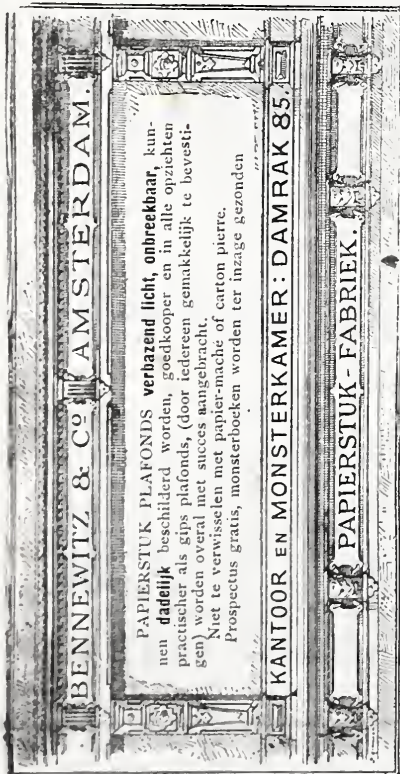 BENNEWITZ & Cº AMSTERDAM.
PAPIERSTUK PLAFONDS verbazend licht, onbreekbaar, kun-
nen dadelijk beschilderd worden, goedkooper en in alle opzichten
practischer als gips plafonds, (door iedereen gemakkelijk te bevesti-
gen) worden overal met succes aangebracht.
Niet te verwisselen met papier-maché of carton pierre.
Prospectus gratis, monsterboeken worden ter inzage gezonden
KANTOOR EN MONSTERKAMER: DAMRAK 85.
PAPIERSTUK-FABRIEK.